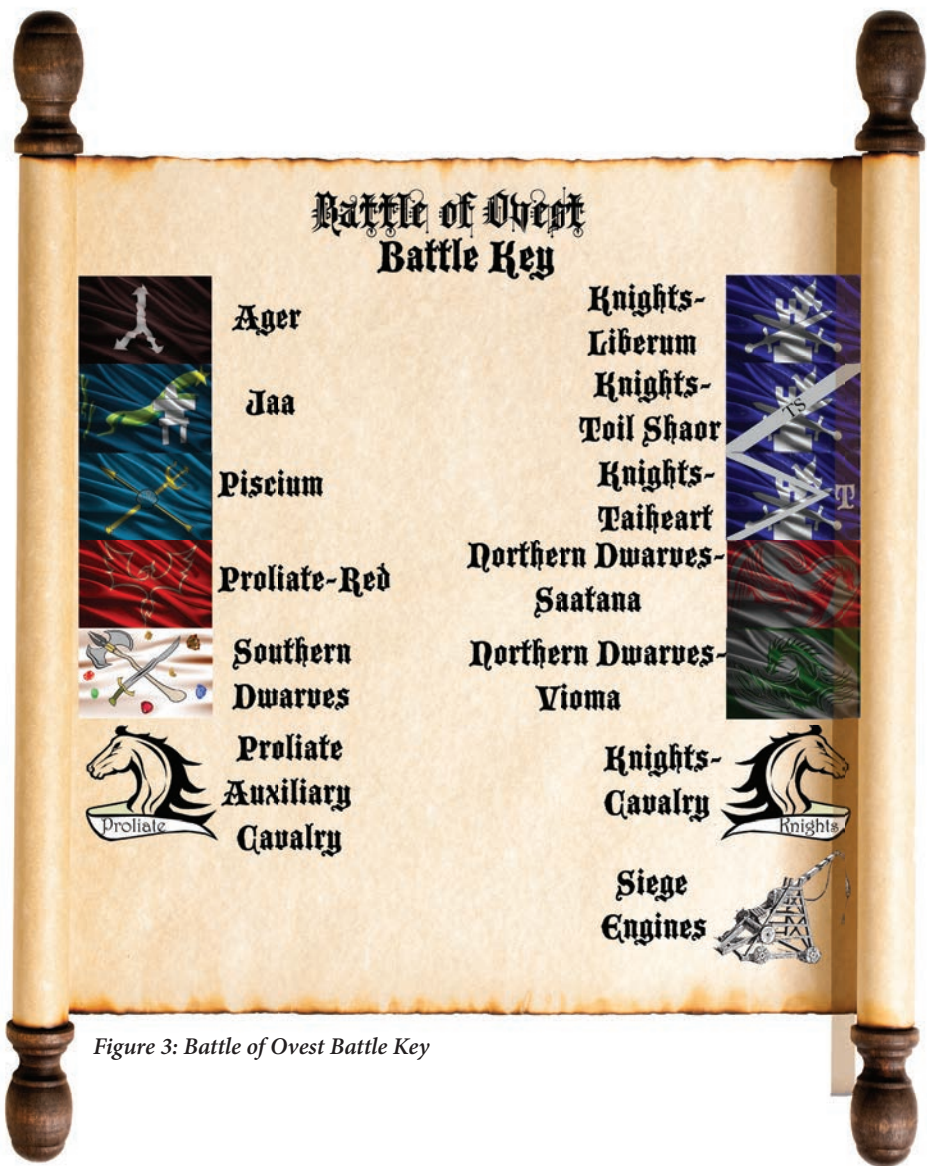 Battle of Ovest
Battle Key
Ager
Jaa
Piscium
Proliate-Red
Southern
Dwarves
Proliate
Auxiliary
Cavalry
Proliate
Knights-
Liberum
Knights-
Toil Shaor
TS
Knights-
Taiheart
T
Northern Dwarves-
Saatana
Northern Dwarves-
Vioma
Knights-
Cavalry
Knights
Siege
Engines
Figure 3: Battle of Ovest Battle Key